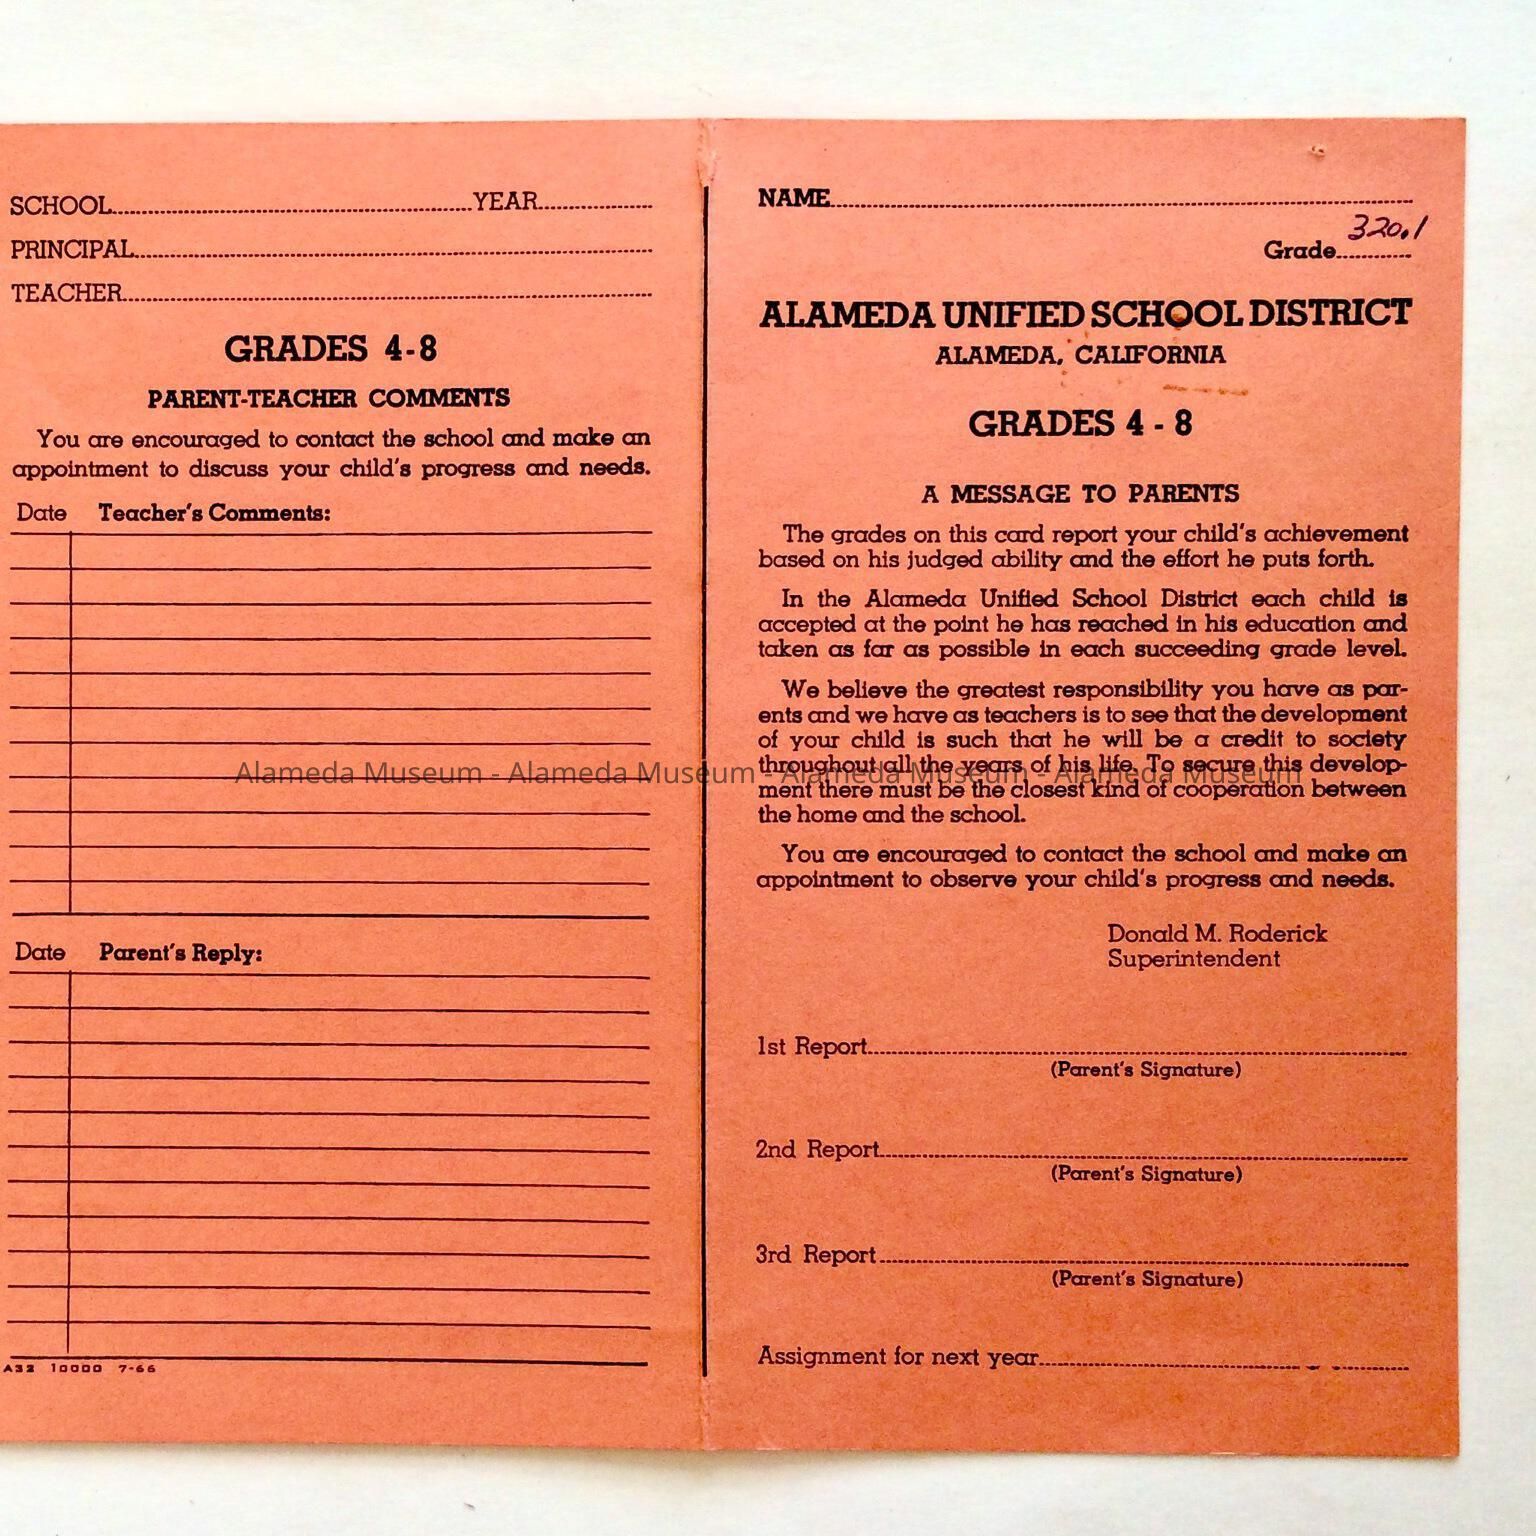 SCHOOL YEAR
PRINCIPAL
TEACHER
GRADES 4-8
PARENT-TEACHER COMMENTS
You are encouraged to contact the school and make an
appointment to discuss your child's progress and needs.
Date Teacher's Comments:
Date Parent's Reply:
A32 10000 7-66
NAME
320.1
Grade
ALAMEDA UNIFIED SCHOOL DISTRICT
ALAMEDA, CALIFORNIA
GRADES 4 - 8
A MESSAGE TO PARENTS
The grades on this card report your child's achievement
based on his judged ability and the effort he puts forth.
In the Alameda Unified School District each child is
accepted at the point he has reached in his education and
taken as far as possible in each succeeding grade level.
We believe the greatest responsibility you have as par-
ents and we have as teachers is to see that the development
of your child is such that he will be a credit to society
throughout all the years of his life. To secure this develop-
ment there must be the closest kind of cooperation between
the home and the school.
You are encouraged to contact the school and make an
appointment to observe your child's progress and needs.
Donald M. Roderick
Superintendent
1st Report
(Parent's Signature)
2nd Report
(Parent's Signature)
3rd Report
(Parent's Signature)
Assignment for next year
Alameda Museum - Alameda Museum - Alameda Museum - Alameda Museum